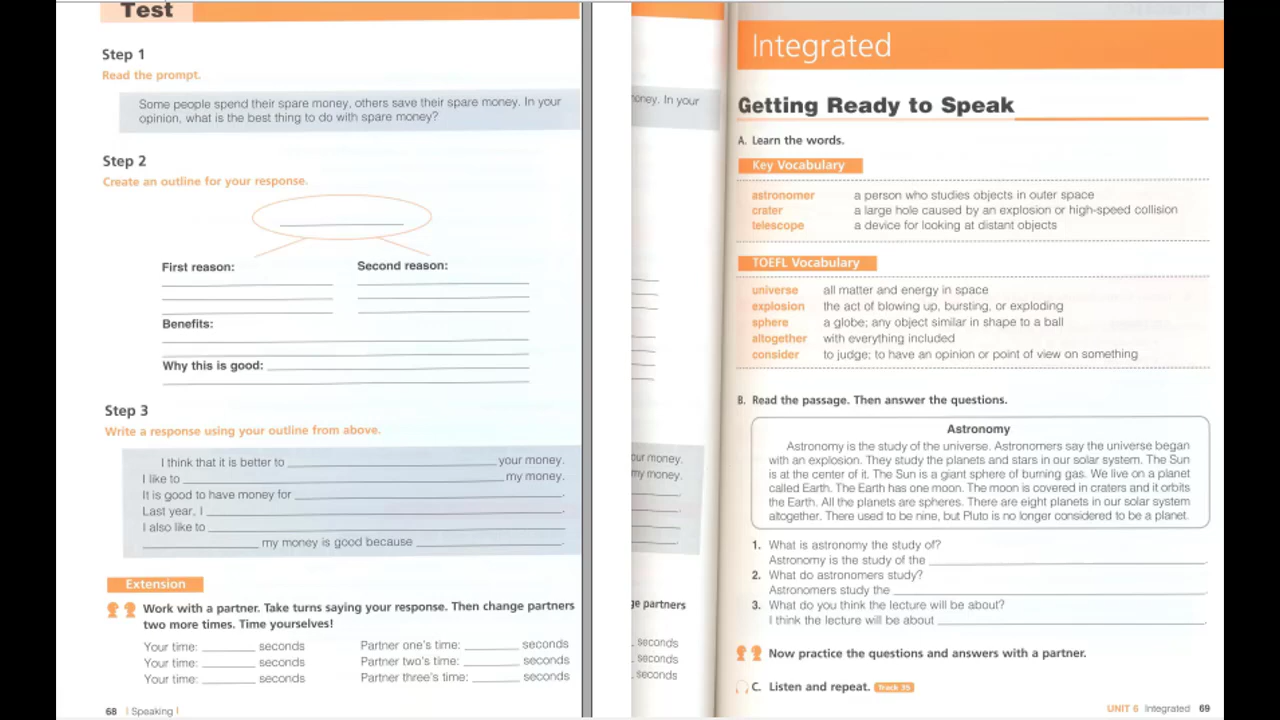 Test
Step 1
Read the prompt.
Some people spend their spare money, others save their spare money. In your
opinion, what is the best thing to do with spare money?
Step 2
Create an outline for your response.
First reason:
Second reason:
Benefits:
Why this is good:
Step 3
Write a response using your outline from above.
I think that it is better to your money.
I like to my money.
It is good to have money for .
Last year, I .
I also like to
my money is good because .
Extension
Work with a partner. Take turns saying your response. Then change partners
two more times. Time yourselves!
Your time: seconds Partner one's time: seconds
Your time: seconds Partner two's time: seconds
Your time: seconds Partner three's time: seconds
68 Speaking
money. In your
your money.
my money.
ge partners
seconds
seconds
seconds
Integrated
Getting Ready to Speak
A. Learn the words.
Key Vocabulary
astronomer a person who studies objects in outer space
crater a large hole caused by an explosion or high-speed collision
telescope a device for looking at distant objects
TOEFL Vocabulary
universe all matter and energy in space
explosion the act of blowing up, bursting, or exploding
sphere a globe; any object similar in shape to a ball
altogether with everything included
consider to judge; to have an opinion or point of view on something
B. Read the passage. Then answer the questions.
Astronomy
Astronomy is the study of the universe. Astronomers say the universe began
with an explosion. They study the planets and stars in our solar system. The Sun
is at the center of it. The Sun is a giant sphere of burning gas. We live on a planet
called Earth. The Earth has one moon. The moon is covered in craters and it orbits
the Earth. All the planets are spheres. There are eight planets in our solar system
altogether. There used to be nine, but Pluto is no longer considered to be a planet.
1. What is astronomy the study of?
Astronomy is the study of the .
2. What do astronomers study?
Astronomers study the .
3. What do you think the lecture will be about?
I think the lecture will be about .
Now practice the questions and answers with a partner.
C. Listen and repeat. Track 35
UNIT 6 Integrated 69